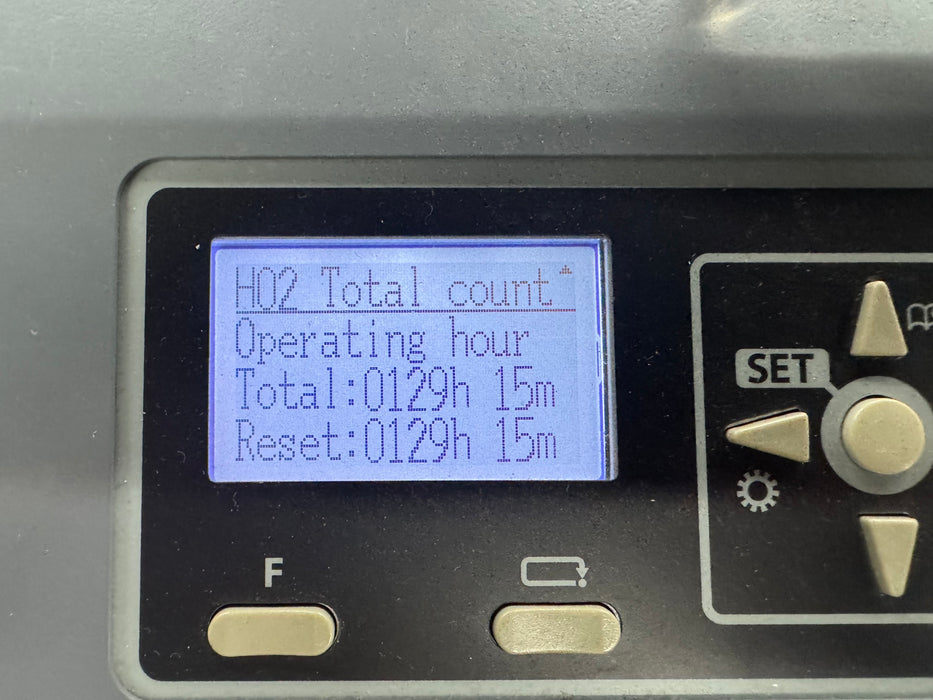 H02 Total count
Operating hour
Total:0129h 15m
Reset:0129h 15m
SET
F